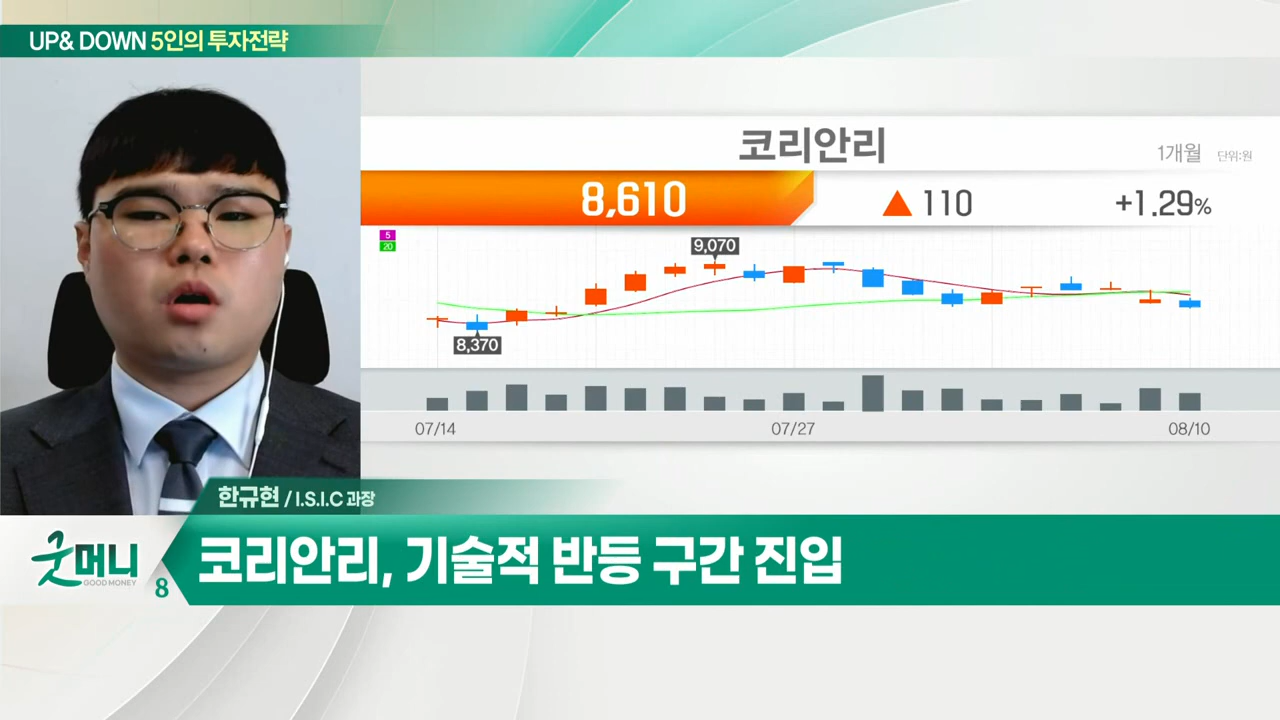 UP& DOWN 5인의 투자전략
코리안리
1개월 단위:원
8,610 ▲ 110 +1.29%
5
20
9,070
8,370
07/14 07/27 08/10
한규현 / I.S.I.C 과장
굿머니
GOOD MONEY
8
코리안리, 기술적 반등 구간 진입